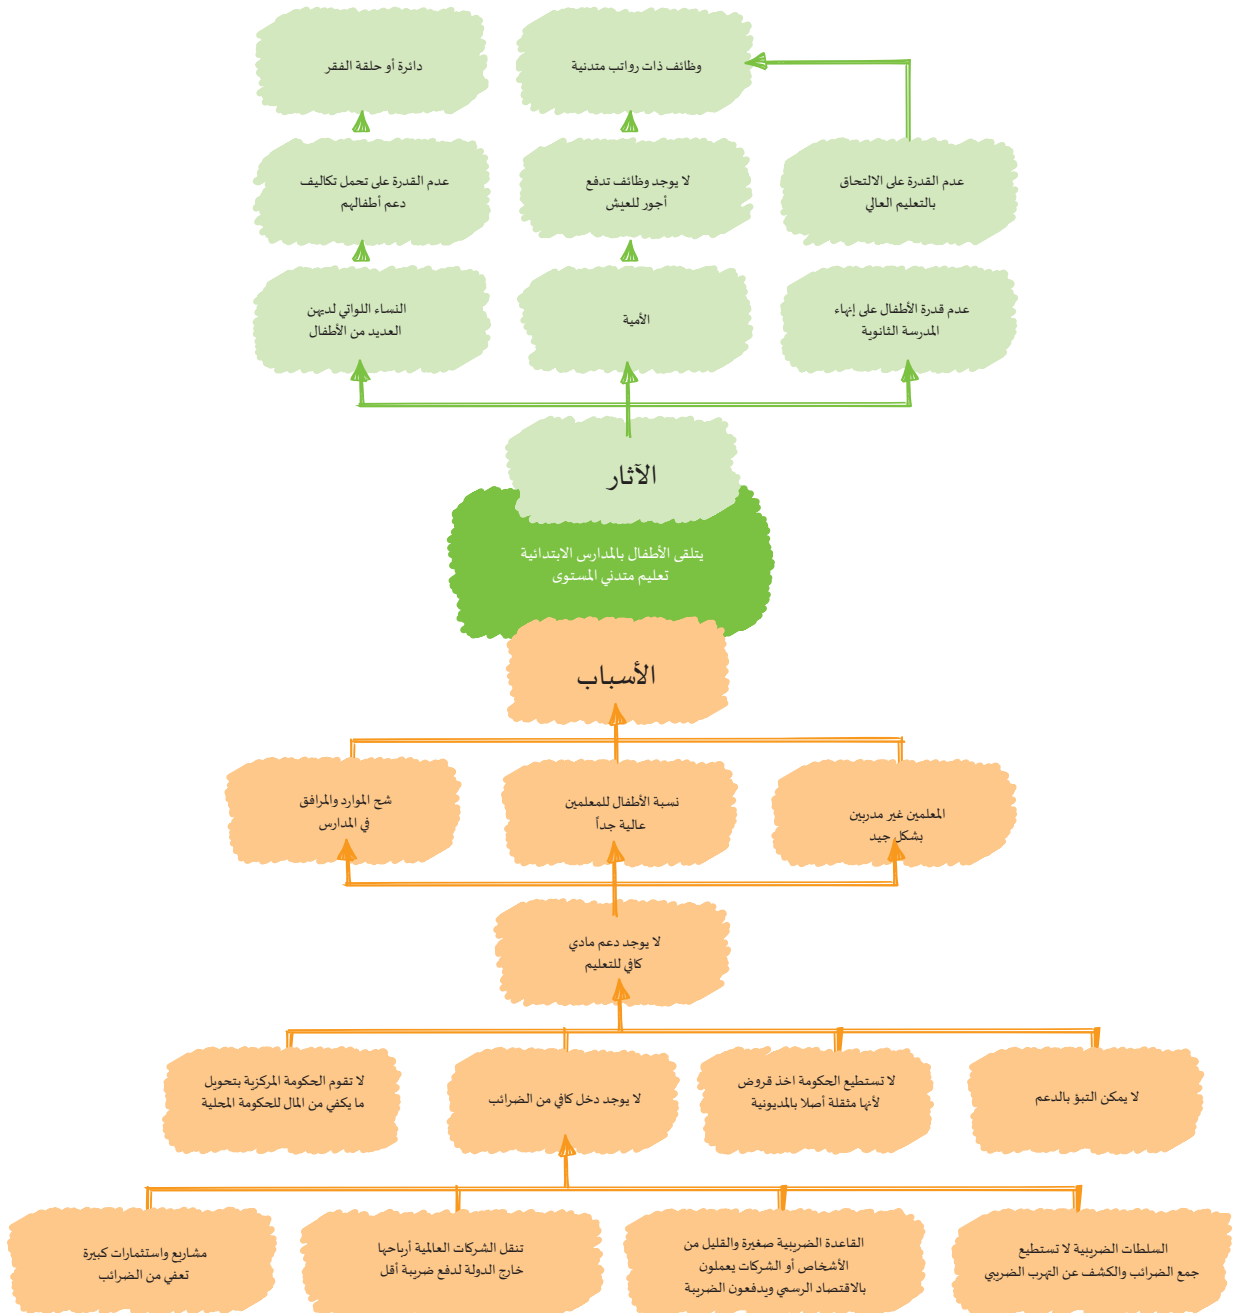 وظائف ذات رواتب متدنية
دائرة أو حلقة الفقر
عدم القدرة على الالتحاق
بالتعليم العالي
لا يوجد وظائف تدفع
أجور للعيش
عدم القدرة على تحمل تكاليف
دعم أطفالهم
عدم قدرة الأطفال على إنهاء
المدرسة الثانوية
الأمية
النساء اللواتي لديهن
العديد من الأطفال
الآثار
يتلقى الأطفال بالمدارس الابتدائية
تعليم متدني المستوى
الأسباب
المعلمين غير مدربين
بشكل جيد
نسبة الأطفال للمعلمين
عالية جداً
شح الموارد والمرافق
في المدارس
لا يوجد دعم مادي
كافي للتعليم
لا يمكن التبؤ بالدعم
لا تستطيع الحكومة اخذ قروض
لأنها مثقلة أصلا بالمديونية
لا يوجد دخل كافي من الضرائب
لا تقوم الحكومة المركزية بتحويل
ما يكفي من المال للحكومة المحلية
السلطات الضريبية لا تستطيع
جمع الضرائب والكشف عن التهرب الضريبي
القاعدة الضريبية صغيرة والقليل من
الأشخاص أو الشركات يعملون
بالاقتصاد الرسمي ويدفعون الضريبة
تنقل الشركات العالمية أرباحها
خارج الدولة لدفع ضريبة أقل
مشاريع واستثمارات كبيرة
تعفي من الضرائب